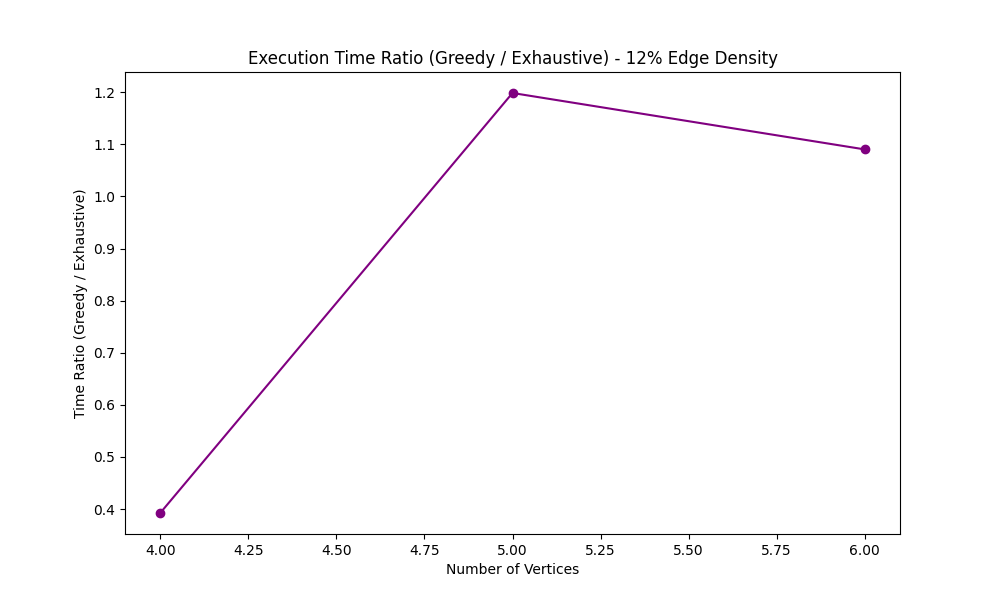 Execution Time Ratio (Greedy / Exhaustive) - 12% Edge Density
Time Ratio (Greedy / Exhaustive)
1.2
1.1
1.0
0.9
0.8
0.7
0.6
0.5
0.4
4.00 4.25 4.50 4.75 5.00 5.25 5.50 5.75 6.00
Number of Vertices